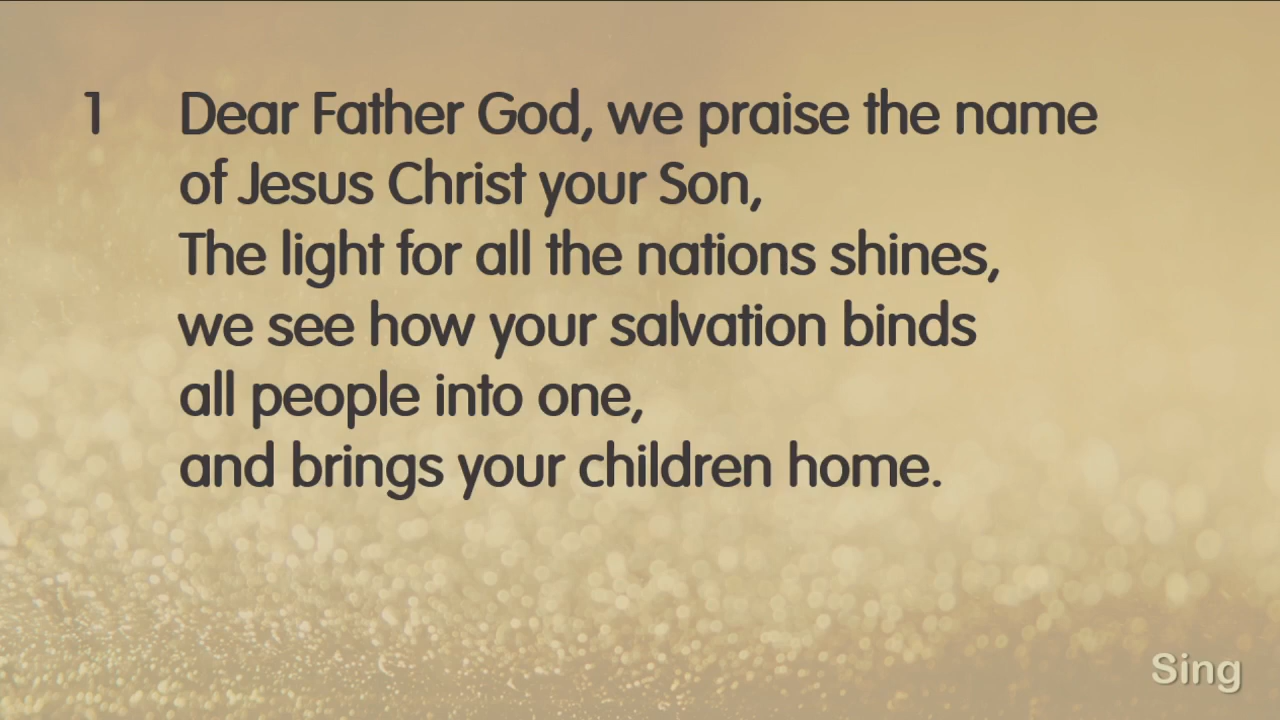 1 Dear Father God, we praise the name
of Jesus Christ your Son,
The light for all the nations shines,
we see how your salvation binds
all people into one,
and brings your children home.
Sing